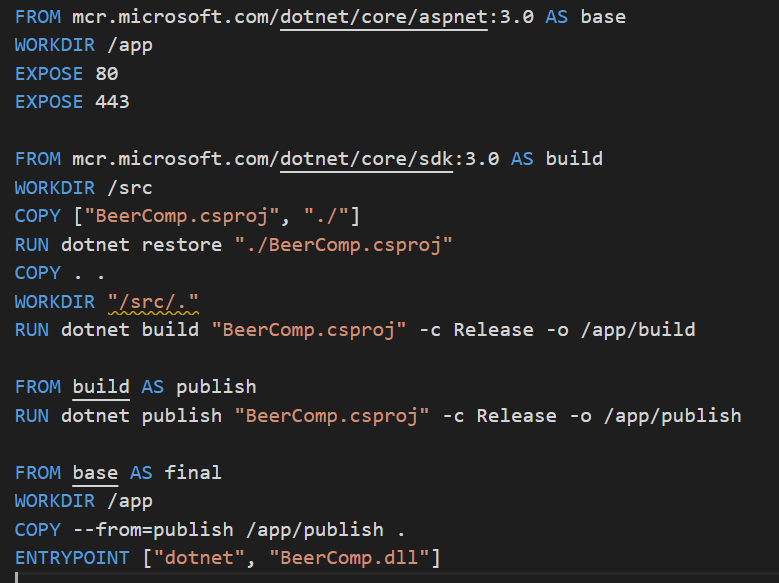 FROM mcr.microsoft.com/dotnet/core/aspnet:3.0 AS base
WORKDIR /app
EXPOSE 80
EXPOSE 443
FROM mcr.microsoft.com/dotnet/core/sdk:3.0 AS build
WORKDIR /src
COPY ["BeerComp.csproj", "./"]
RUN dotnet restore "./BeerComp.csproj"
COPY . .
WORKDIR "/src/."
RUN dotnet build "BeerComp.csproj" -c Release -o /app/build
FROM build AS publish
RUN dotnet publish "BeerComp.csproj" -c Release -o /app/publish
FROM base AS final
WORKDIR /app
COPY --from=publish /app/publish .
ENTRYPOINT ["dotnet", "BeerComp.dll"]